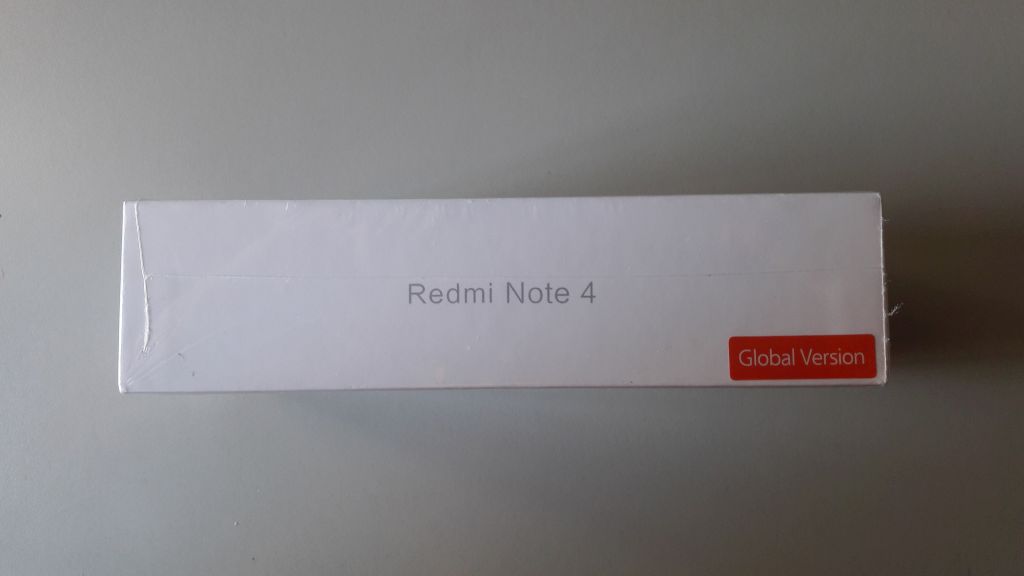 Redmi Note 4
Global Version